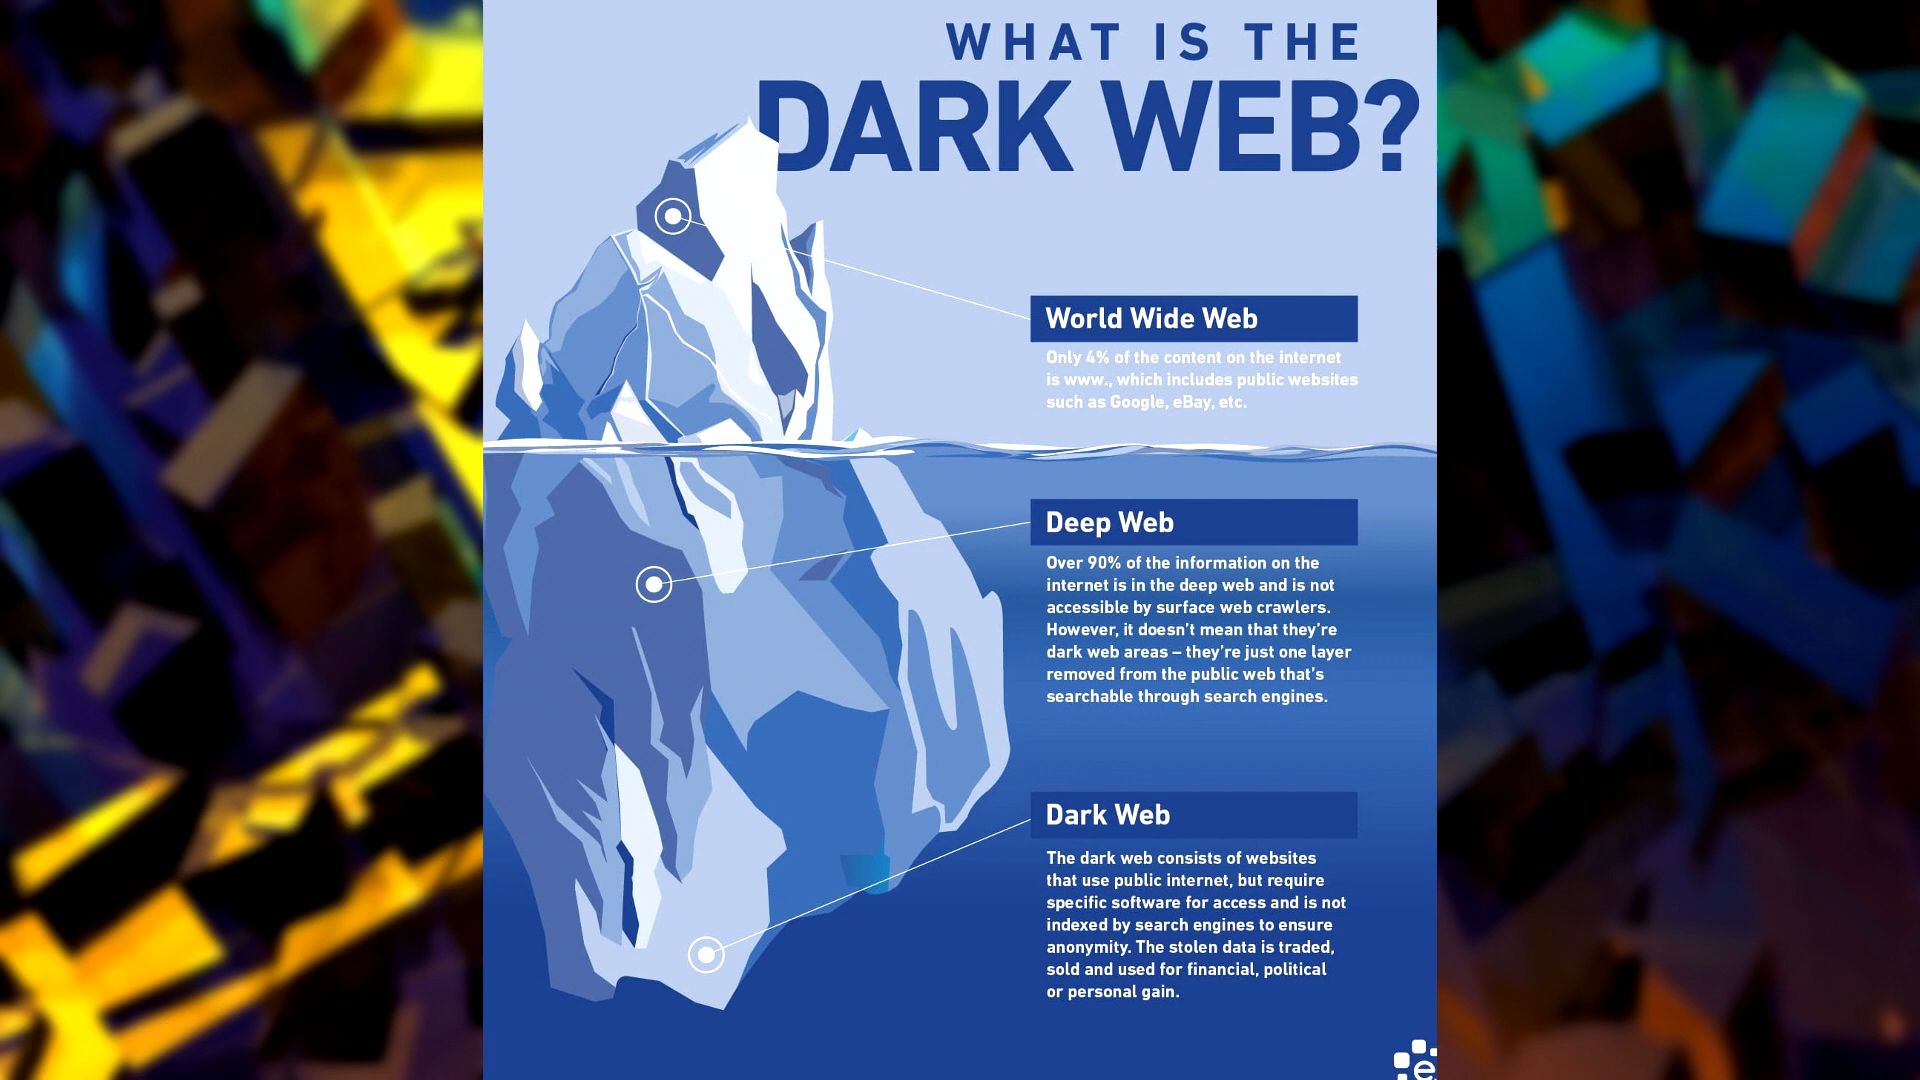 WHAT IS THE
DARK WEB?
World Wide Web
Only 4% of the content on the internet
is www., which includes public websites
such as Google, eBay, etc.
Deep Web
Over 90% of the information on the
internet is in the deep web and is not
accessible by surface web crawlers.
However, it doesn't mean that they're
dark web areas – they're just one layer
removed from the public web that's
searchable through search engines.
Dark Web
The dark web consists of websites
that use public internet, but require
specific software for access and is not
indexed by search engines to ensure
anonymity. The stolen data is traded,
sold and used for financial, political
or personal gain.
e